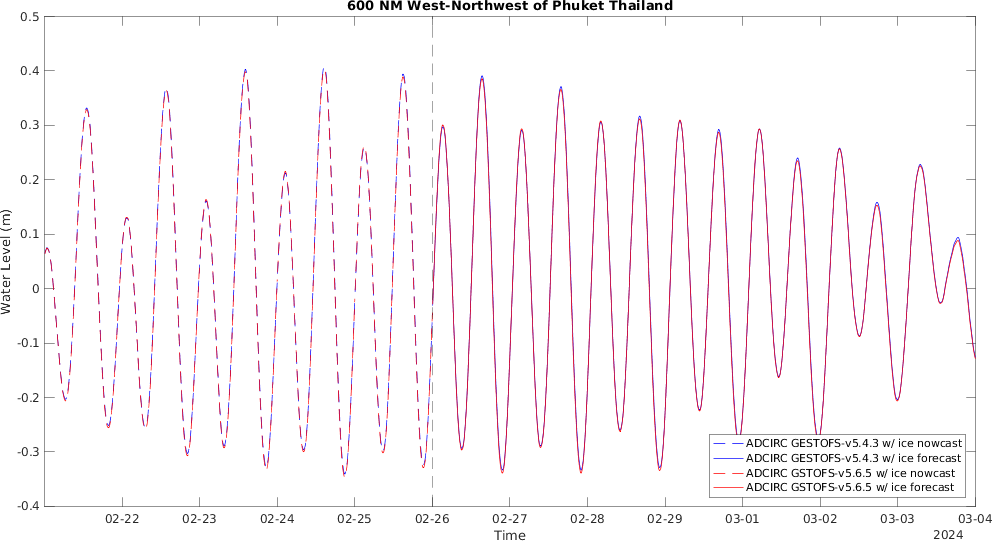 600 NM West-Northwest of Phuket Thailand
0.5
0.4
0.3
0.2
0.1
0
-0.1
-0.2
-0.3
-0.4
Water Level (m)
ADCIRC GESTOFS-v5.4.3 w/ ice nowcast
ADCIRC GESTOFS-v5.4.3 w/ ice forecast
ADCIRC GSTOFS-v5.6.5 w/ ice nowcast
ADCIRC GSTOFS-v5.6.5 w/ ice forecast
02-22 02-23 02-24 02-25 02-26 02-27 02-28 02-29 03-01 03-02 03-03 03-04
Time
2024